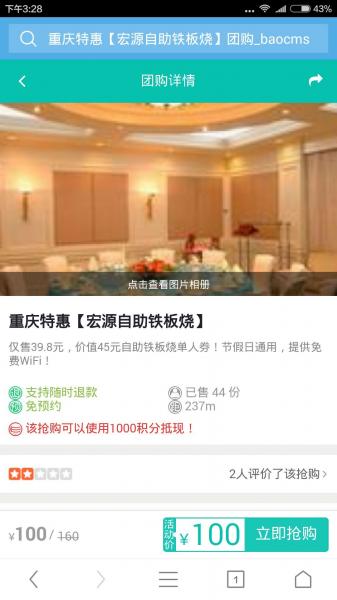 下午3:28
43%
重庆特惠【宏源自助铁板烧】团购_baocms
团购详情
点击查看图片相册
重庆特惠【宏源自助铁板烧】
仅售39.8元，价值45元自助铁板烧单人劵！节假日通用，提供免
费WiFi！
支持随时退款
已售 44 份
免预约
237m
该抢购可以使用1000积分抵现！
2人评价了该抢购
¥100 / 160
活动价
¥100
立即抢购
1